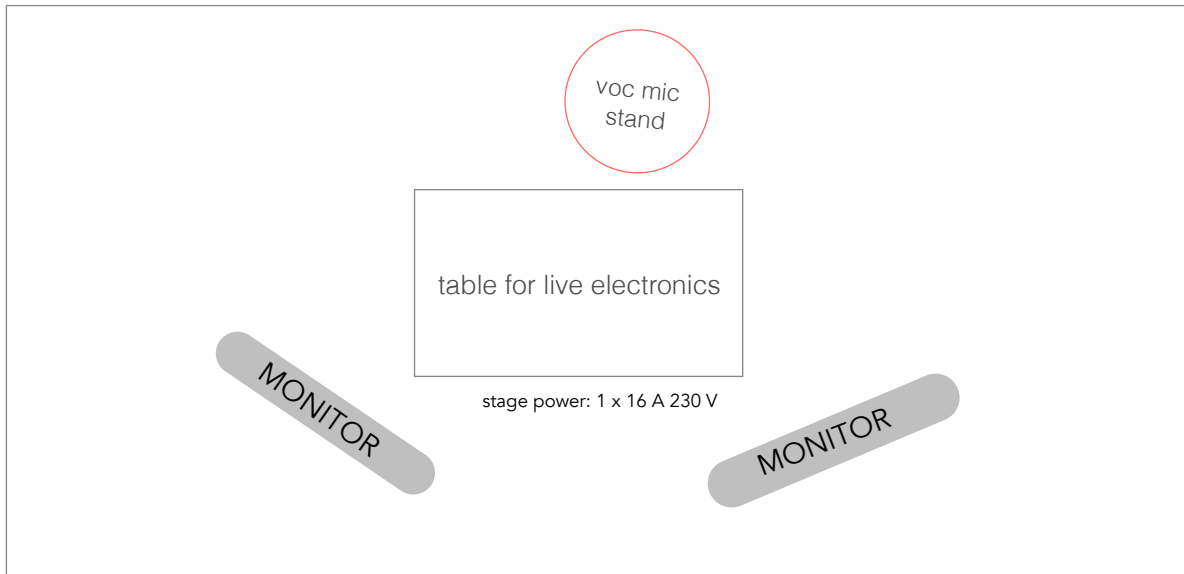 voc mic
stand
table for live electronics
MONITOR
stage power: 1 x 16 A 230 V
MONITOR